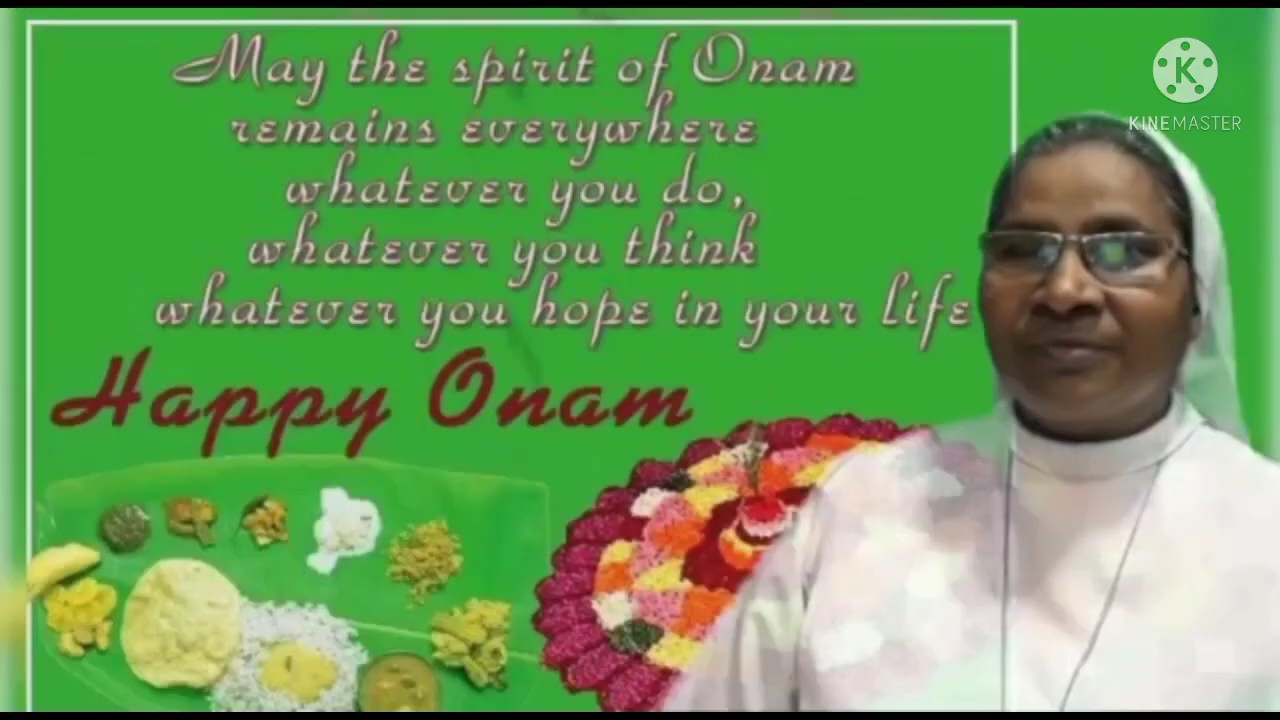 May the spirit of Onam
remains everywhere
whatever you do,
whatever you think
whatever you hope in your life
Happy Onam
K
KINEMASTER